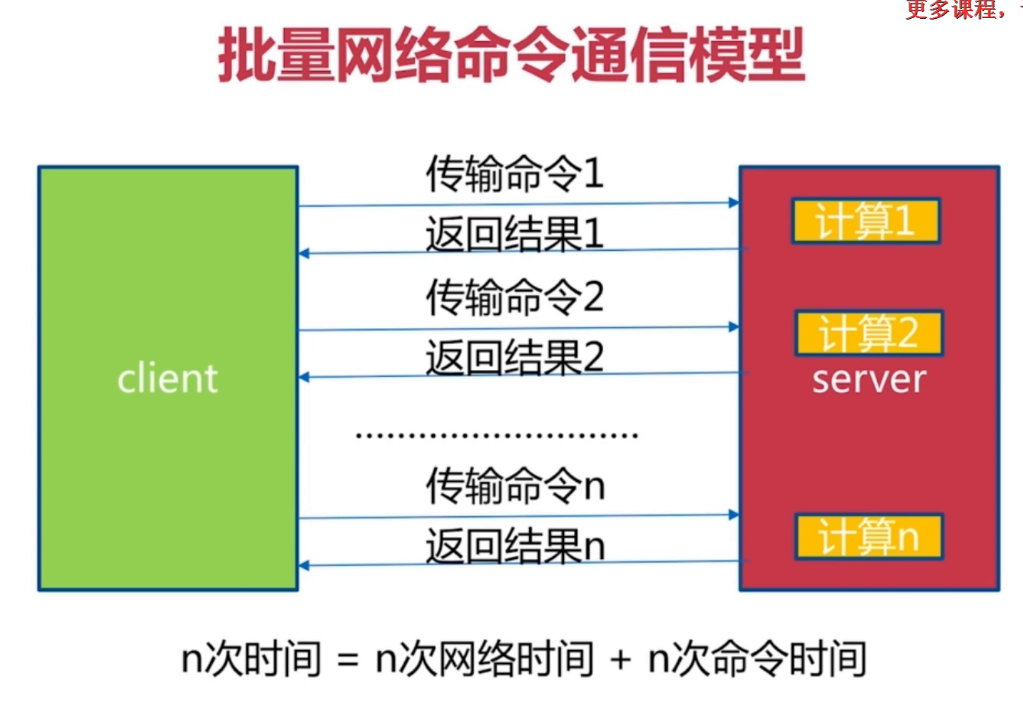 更多课程，
批量网络命令通信模型
传输命令1
计算1
返回结果1
传输命令2
计算2
返回结果2
client
server
...........................
传输命令n
计算n
返回结果n
n次时间 = n次网络时间 + n次命令时间